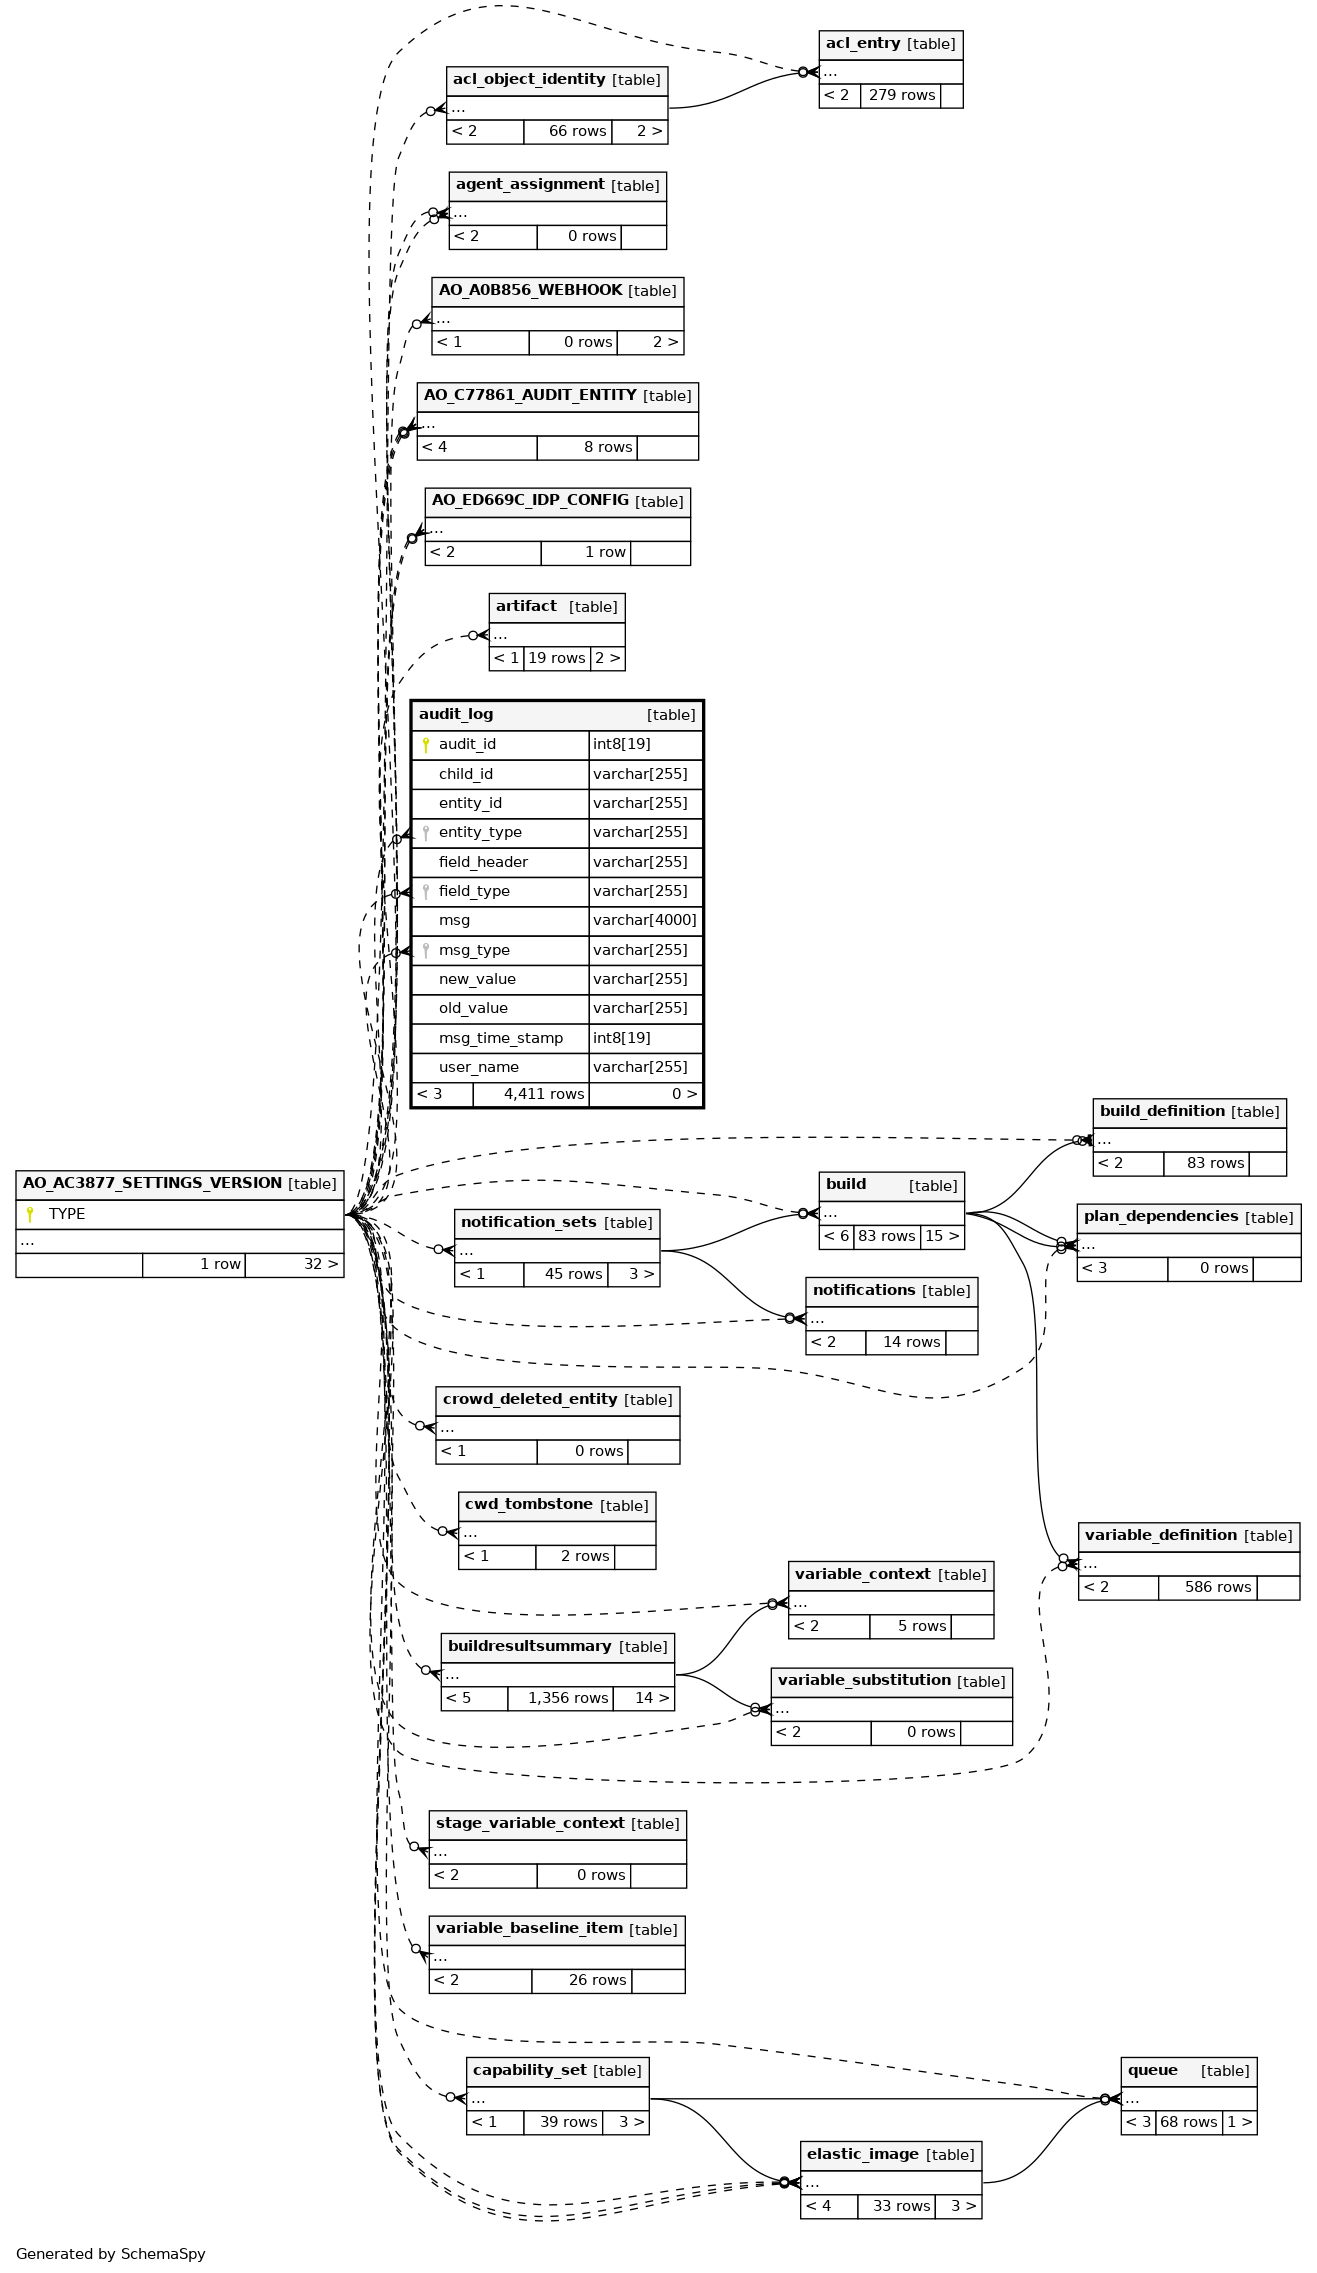 acl_entry [table]
...
< 2 279 rows
acl_object_identity [table]
...
< 2 66 rows 2 >
agent_assignment [table]
...
< 2 0 rows
AO_A0B856_WEBHOOK [table]
...
< 1 0 rows 2 >
AO_C77861_AUDIT_ENTITY [table]
...
< 4 8 rows
AO_ED669C_IDP_CONFIG [table]
...
< 2 1 row
artifact [table]
...
< 1 19 rows 2 >
audit_log [table]
audit_id int8[19]
child_id varchar[255]
entity_id varchar[255]
entity_type varchar[255]
field_header varchar[255]
field_type varchar[255]
msg varchar[4000]
msg_type varchar[255]
new_value varchar[255]
old_value varchar[255]
msg_time_stamp int8[19]
user_name varchar[255]
< 3 4,411 rows 0 >
AO_AC3877_SETTINGS_VERSION [table]
TYPE
...
1 row 32 >
build_definition [table]
...
< 2 83 rows
build [table]
...
< 6 83 rows 15 >
plan_dependencies [table]
...
< 3 0 rows
notification_sets [table]
...
< 1 45 rows 3 >
notifications [table]
...
< 2 14 rows
crowd_deleted_entity [table]
...
< 1 0 rows
cwd_tombstone [table]
...
< 1 2 rows
variable_definition [table]
...
< 2 586 rows
variable_context [table]
...
< 2 5 rows
buildresultsummary [table]
...
< 5 1,356 rows 14 >
variable_substitution [table]
...
< 2 0 rows
stage_variable_context [table]
...
< 2 0 rows
variable_baseline_item [table]
...
< 2 26 rows
capability_set [table]
...
< 1 39 rows 3 >
queue [table]
...
< 3 68 rows 1 >
elastic_image [table]
...
< 4 33 rows 3 >
Generated by SchemaSpy